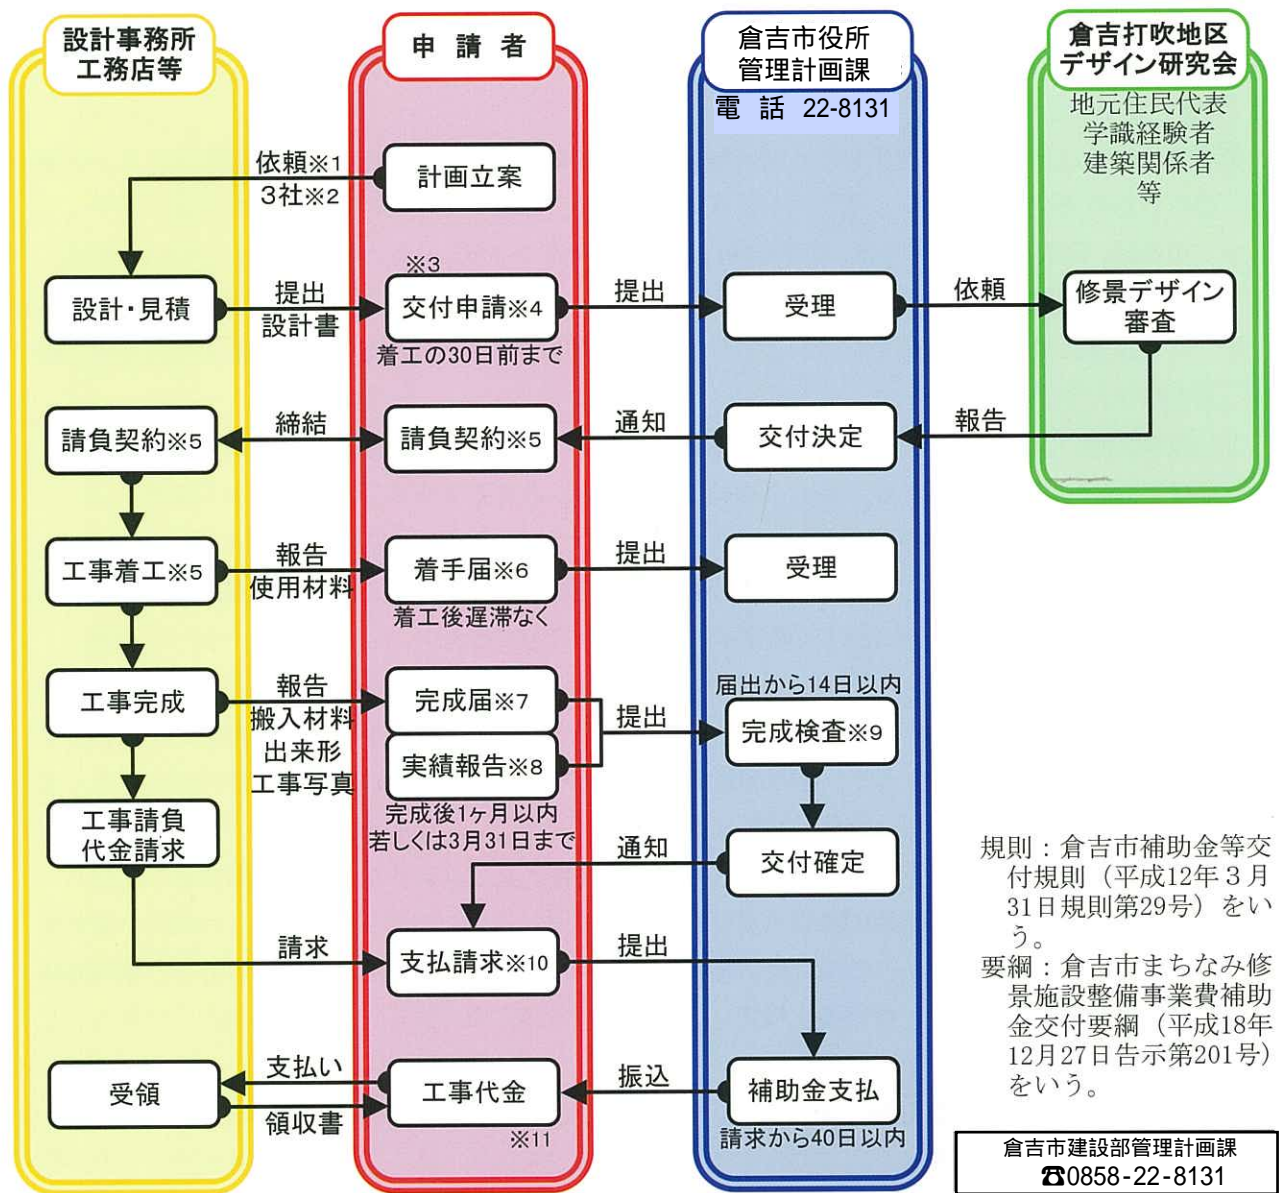 設計事務所
工務店等
申請者
倉吉市役所
管理計画課
電話 22-8131
倉吉打吹地区
デザイン研究会
地元住民代表
学識経験者
建築関係者
等
依頼※1
3社※2
計画立案
設計・見積
提出
設計書
※3
交付申請※4
着工の30日前まで
提出
受理
依頼
修景デザイン
審査
請負契約※5
締結
請負契約※5
通知
交付決定
報告
工事着工※5
報告
使用材料
着手届※6
着工後遅滞なく
提出
受理
工事完成
報告
搬入材料
出来形
工事写真
完成届※7
実績報告※8
完成後1ヶ月以内
若しくは3月31日まで
提出
届出から14日以内
完成検査※9
工事請負
代金請求
通知
交付確定
請求
支払請求※10
提出
受領
支払い
領収書
工事代金
※11
振込
補助金支払
請求から40日以内
規則：倉吉市補助金等交
付規則（平成12年3月
31日規則第29号）をい
う。
要綱：倉吉市まちなみ修
景施設整備事業費補助
金交付要綱（平成18年
12月27日告示第201号）
をいう。
倉吉市建設部管理計画課
☎0858-22-8131